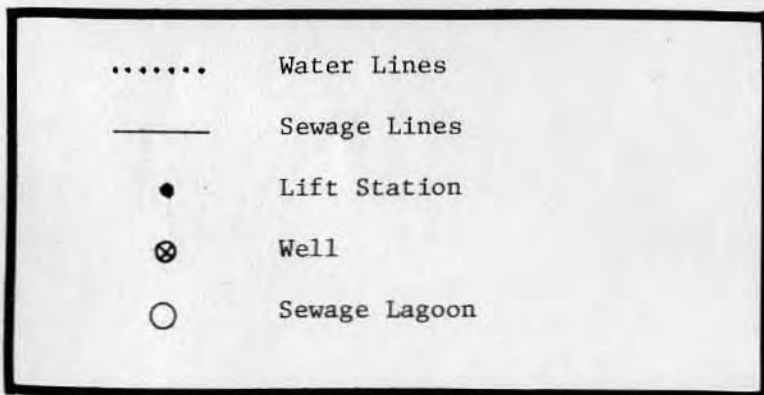 Water Lines
Sewage Lines
Lift Station
Well
Sewage Lagoon